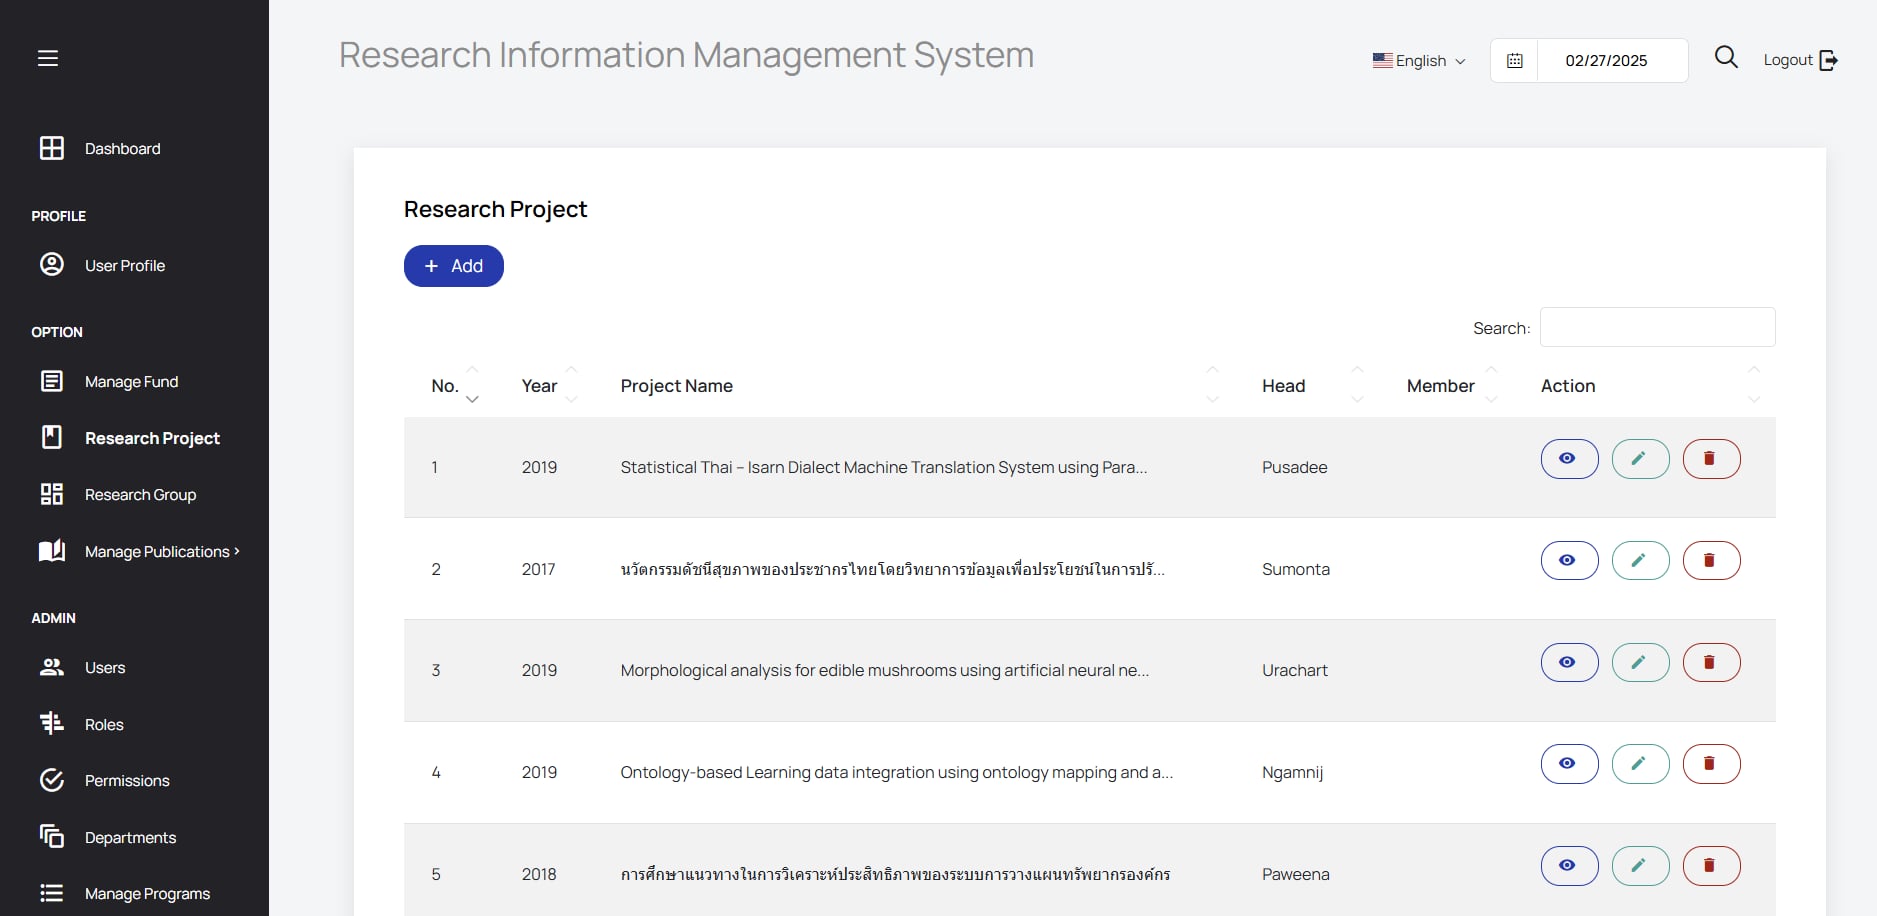 Research Information Management System
English
02/27/2025
Logout
Dashboard
PROFILE
User Profile
OPTION
Manage Fund
Research Project
Research Group
Manage Publications
ADMIN
Users
Roles
Permissions
Departments
Manage Programs
Research Project
+ Add
Search:
No. Year Project Name Head Member Action
1 2019 Statistical Thai – Isarn Dialect Machine Translation System using Para... Pusadee
2 2017 นวัตกรรมดัชนีสุขภาพของประชากรไทยโดยวิทยาการข้อมูลเพื่อประโยชน์ในการปรั... Sumonta
3 2019 Morphological analysis for edible mushrooms using artificial neural ne... Urachart
4 2019 Ontology-based Learning data integration using ontology mapping and a... Ngamnij
5 2018 การศึกษาแนวทางในการวิเคราะห์ประสิทธิภาพของระบบการวางแผนทรัพยากรองค์กร Paweena